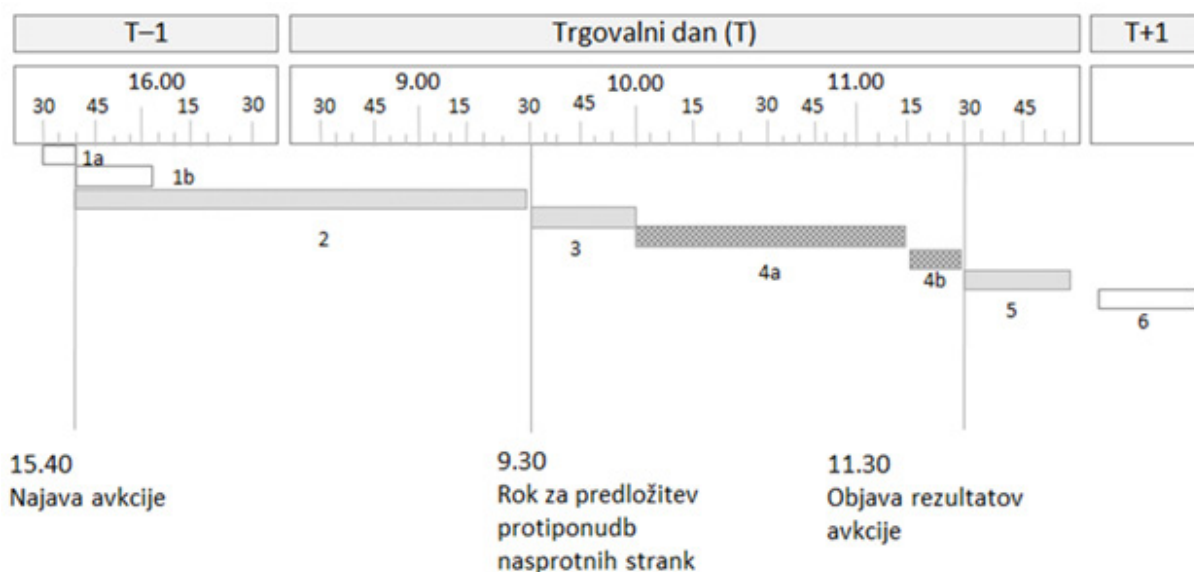 T–1 Trgovalni dan (T) T+1
16.00 9.00 10.00 11.00
30 45 15 30 30 45 15 30 45 15 30 45 15 30 45
1a
1b
2 3 4a 4b 5 6
15.40
Najava avkcije
9.30
Rok za predložitev
protiponudb
nasprotnih strank
11.30
Objava rezultatov
avkcije